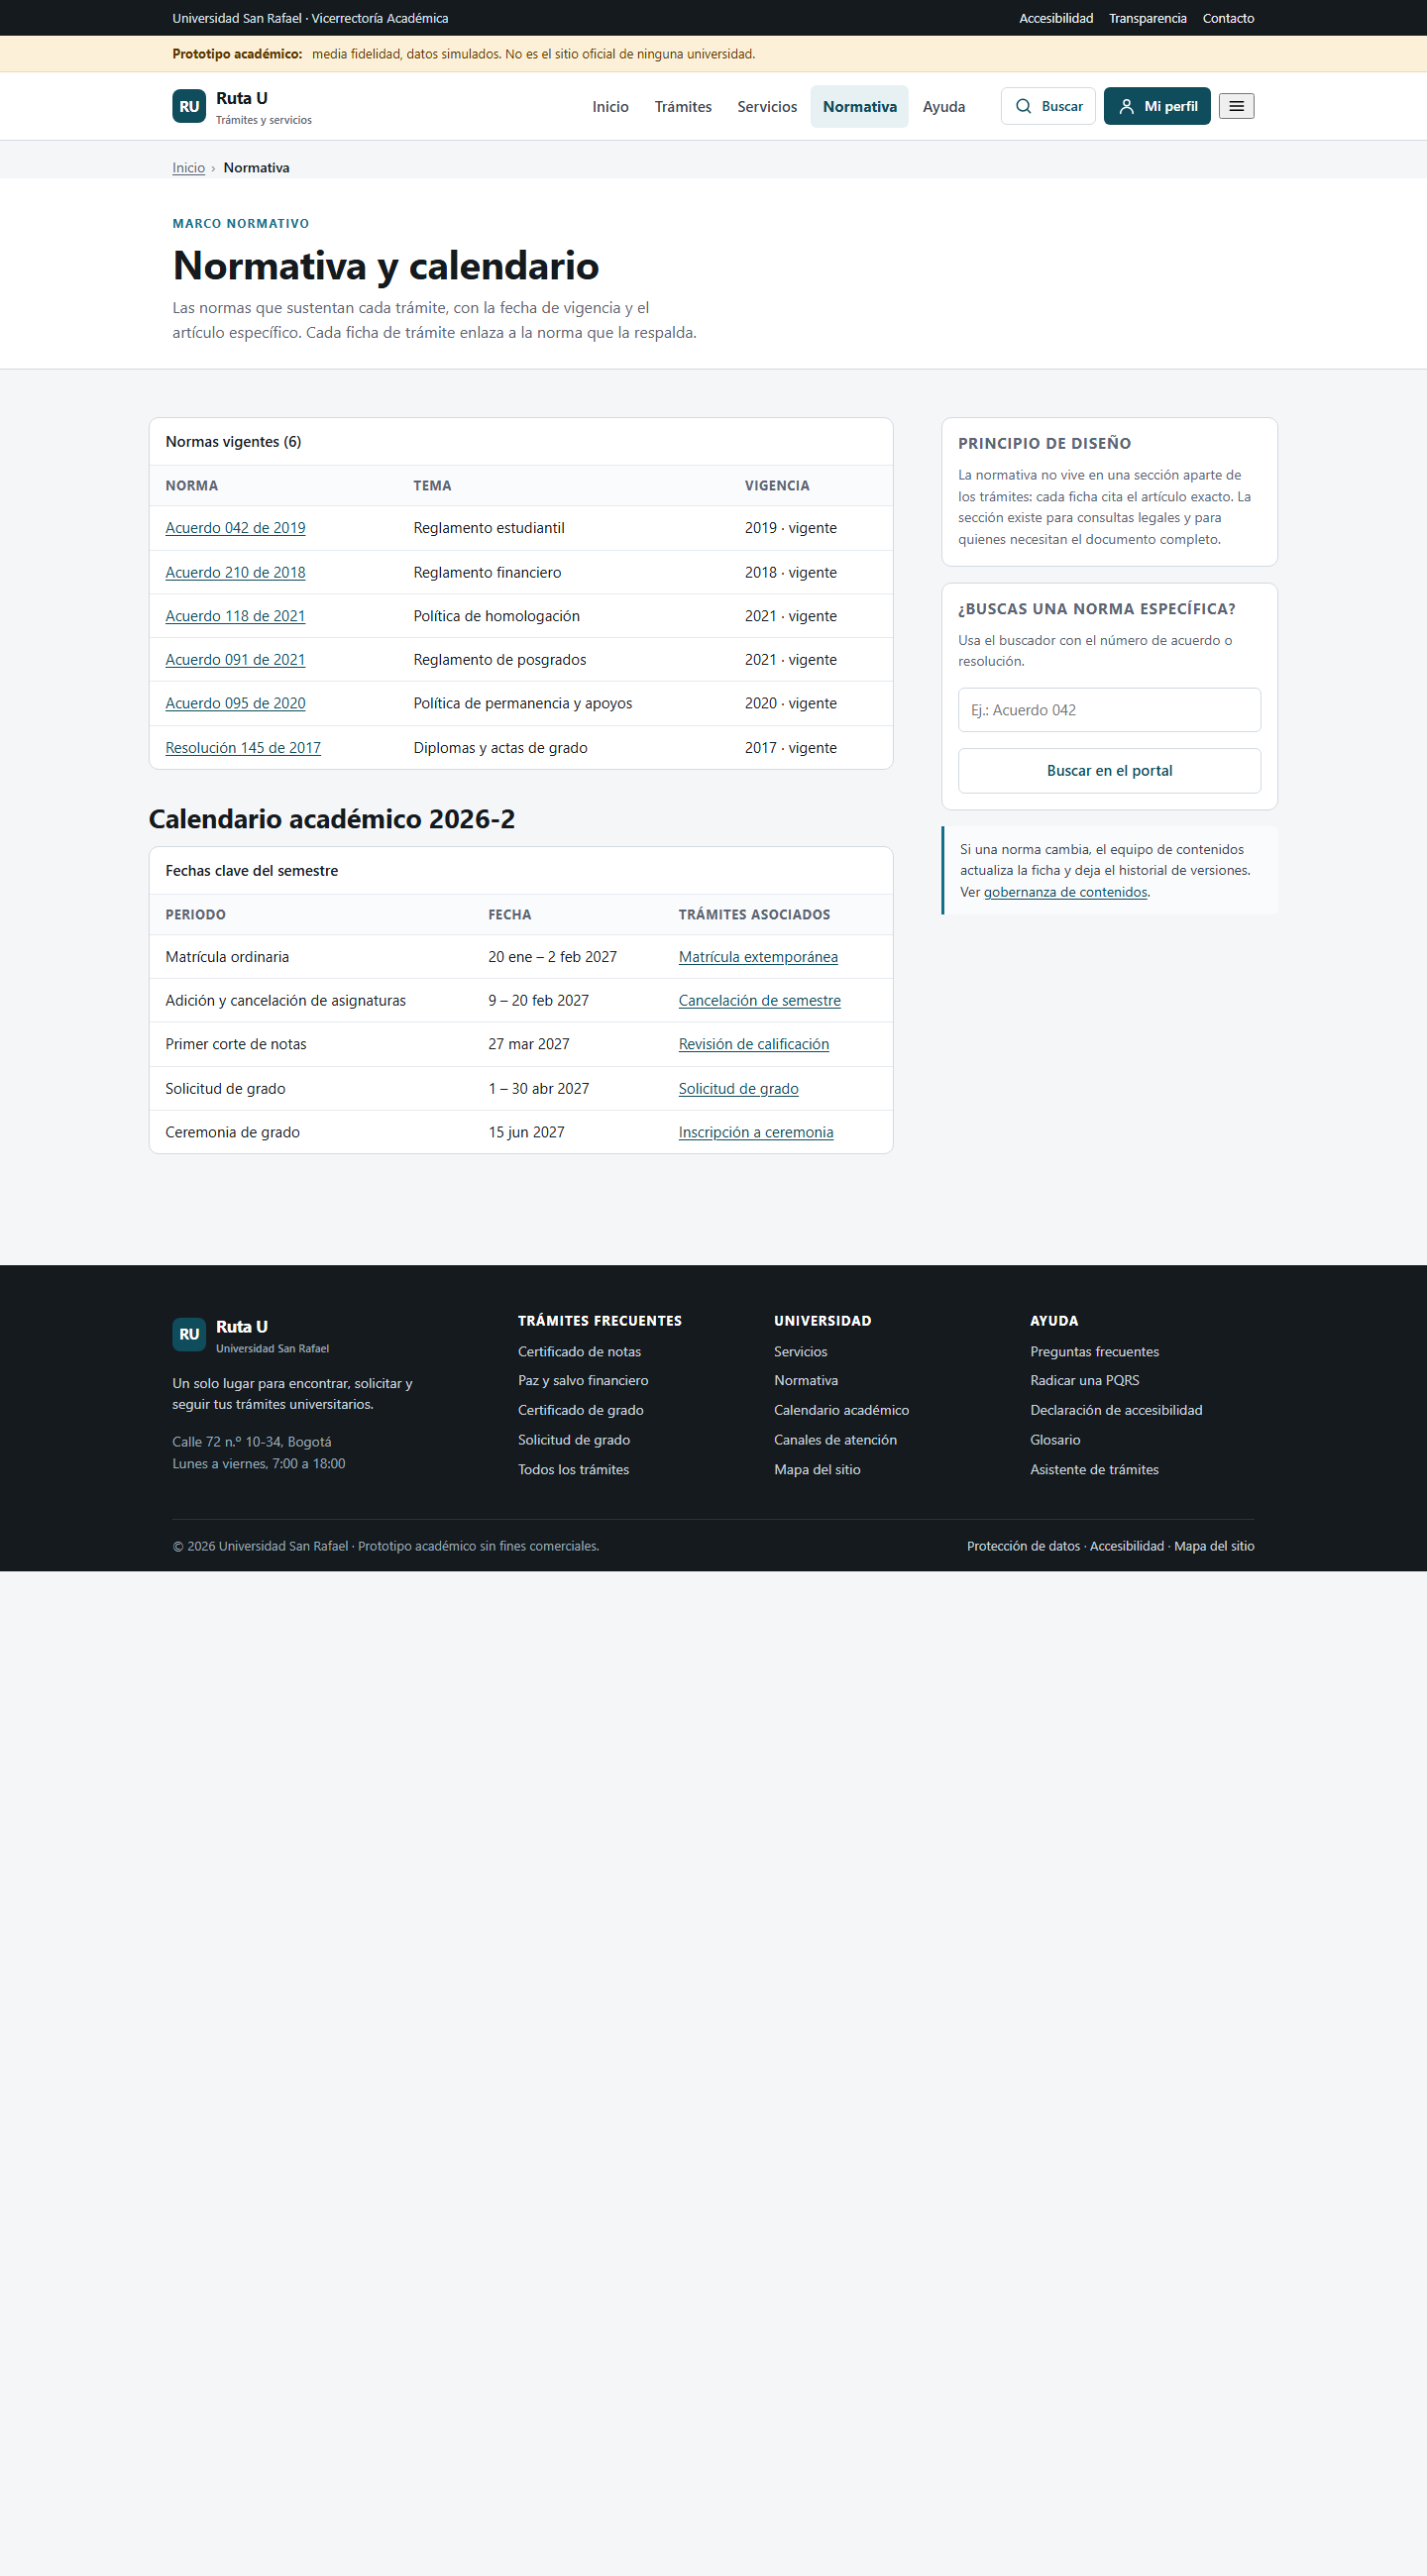 Universidad San Rafael · Vicerrectoría Académica
Accesibilidad Transparencia Contacto
Prototipo académico: media fidelidad, datos simulados. No es el sitio oficial de ninguna universidad.
RU Ruta U
Trámites y servicios
Inicio Trámites Servicios Normativa Ayuda Buscar Mi perfil
Inicio › Normativa
MARCO NORMATIVO
Normativa y calendario
Las normas que sustentan cada trámite, con la fecha de vigencia y el
artículo específico. Cada ficha de trámite enlaza a la norma que la respalda.
Normas vigentes (6)
NORMA TEMA VIGENCIA
Acuerdo 042 de 2019 Reglamento estudiantil 2019 · vigente
Acuerdo 210 de 2018 Reglamento financiero 2018 · vigente
Acuerdo 118 de 2021 Política de homologación 2021 · vigente
Acuerdo 091 de 2021 Reglamento de posgrados 2021 · vigente
Acuerdo 095 de 2020 Política de permanencia y apoyos 2020 · vigente
Resolución 145 de 2017 Diplomas y actas de grado 2017 · vigente
Calendario académico 2026-2
Fechas clave del semestre
PERIODO FECHA TRÁMITES ASOCIADOS
Matrícula ordinaria 20 ene – 2 feb 2027 Matrícula extemporánea
Adición y cancelación de asignaturas 9 – 20 feb 2027 Cancelación de semestre
Primer corte de notas 27 mar 2027 Revisión de calificación
Solicitud de grado 1 – 30 abr 2027 Solicitud de grado
Ceremonia de grado 15 jun 2027 Inscripción a ceremonia
PRINCIPIO DE DISEÑO
La normativa no vive en una sección aparte de
los trámites: cada ficha cita el artículo exacto. La
sección existe para consultas legales y para
quienes necesitan el documento completo.
¿BUSCAS UNA NORMA ESPECÍFICA?
Usa el buscador con el número de acuerdo o
resolución.
Ej.: Acuerdo 042
Buscar en el portal
Si una norma cambia, el equipo de contenidos
actualiza la ficha y deja el historial de versiones.
Ver gobernanza de contenidos.
RU Ruta U
Universidad San Rafael
Un solo lugar para encontrar, solicitar y
seguir tus trámites universitarios.
Calle 72 n.º 10-34, Bogotá
Lunes a viernes, 7:00 a 18:00
TRÁMITES FRECUENTES
Certificado de notas
Paz y salvo financiero
Certificado de grado
Solicitud de grado
Todos los trámites
UNIVERSIDAD
Servicios
Normativa
Calendario académico
Canales de atención
Mapa del sitio
AYUDA
Preguntas frecuentes
Radicar una PQRS
Declaración de accesibilidad
Glosario
Asistente de trámites
© 2026 Universidad San Rafael · Prototipo académico sin fines comerciales.
Protección de datos · Accesibilidad · Mapa del sitio